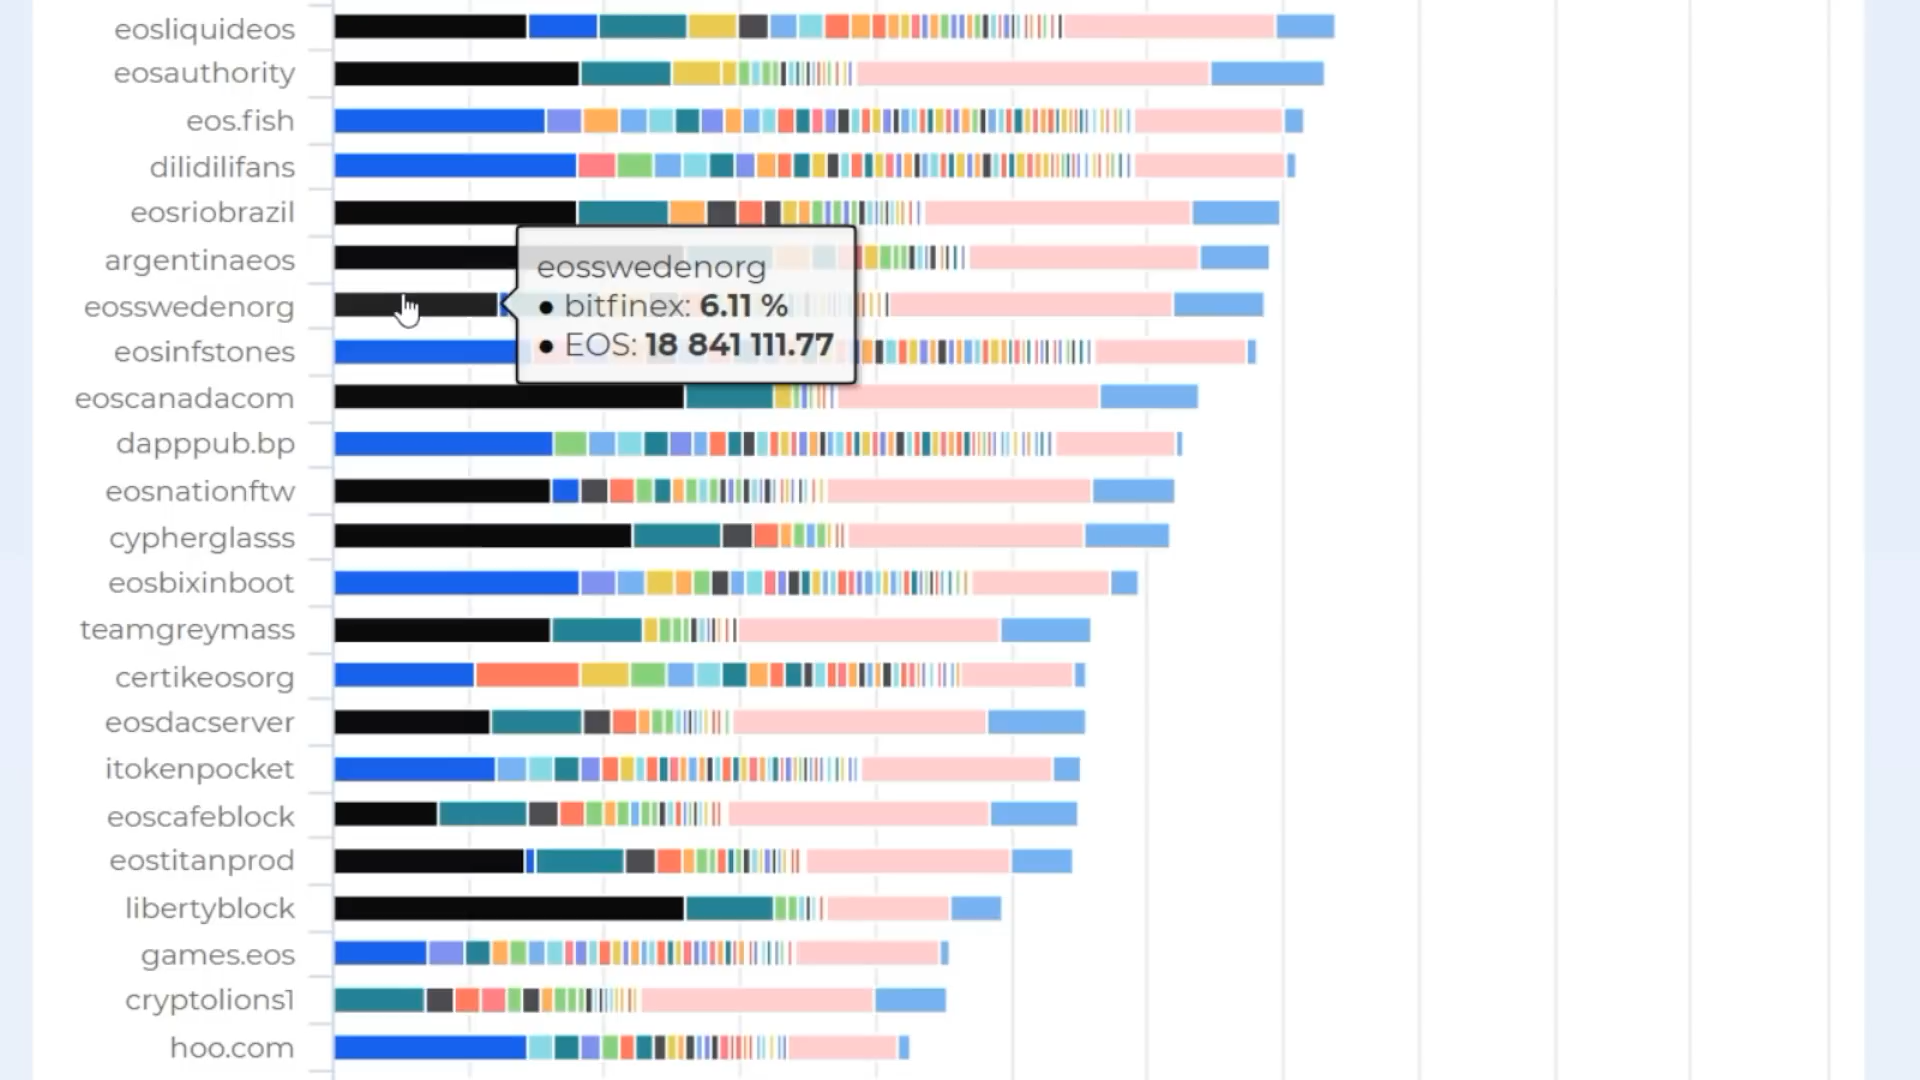 eosliquideos
eosauthority
eos.fish
dilidilifans
eosriobrazil
argentinaeos
eosswedenorg
eosswedenorg
● bitfinex: 6.11 %
● EOS: 18 841 111.77
eosinfstones
eoscanadacom
dapppub.bp
eosnationftw
cypherglasss
eosbixinboot
teamgreymass
certikeosorg
eosdacserver
itokenpocket
eoscafeblock
eostitanprod
libertyblock
games.eos
cryptolions1
hoo.com